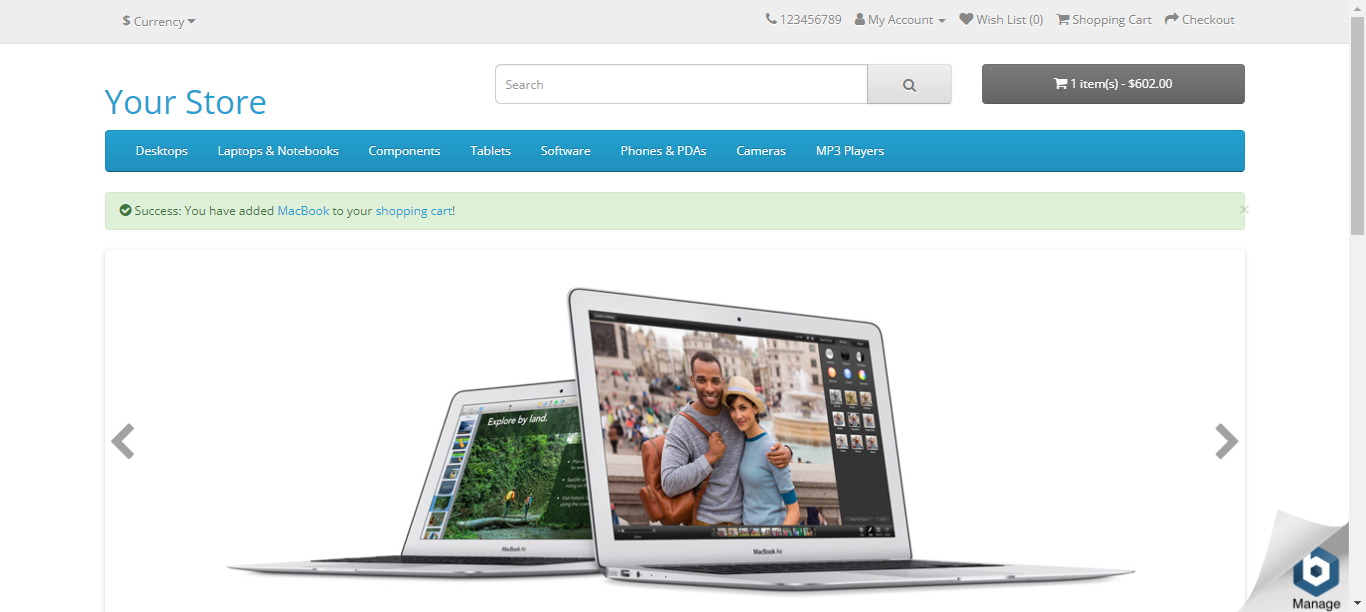 $ Currency
123456789 My Account Wish List (0) Shopping Cart Checkout
Your Store
Search
1 item(s) - $602.00
Desktops Laptops & Notebooks Components Tablets Software Phones & PDAs Cameras MP3 Players
Success: You have added MacBook to your shopping cart!
×
Explore by land.
MacBook Air
MacBook Air
Manage